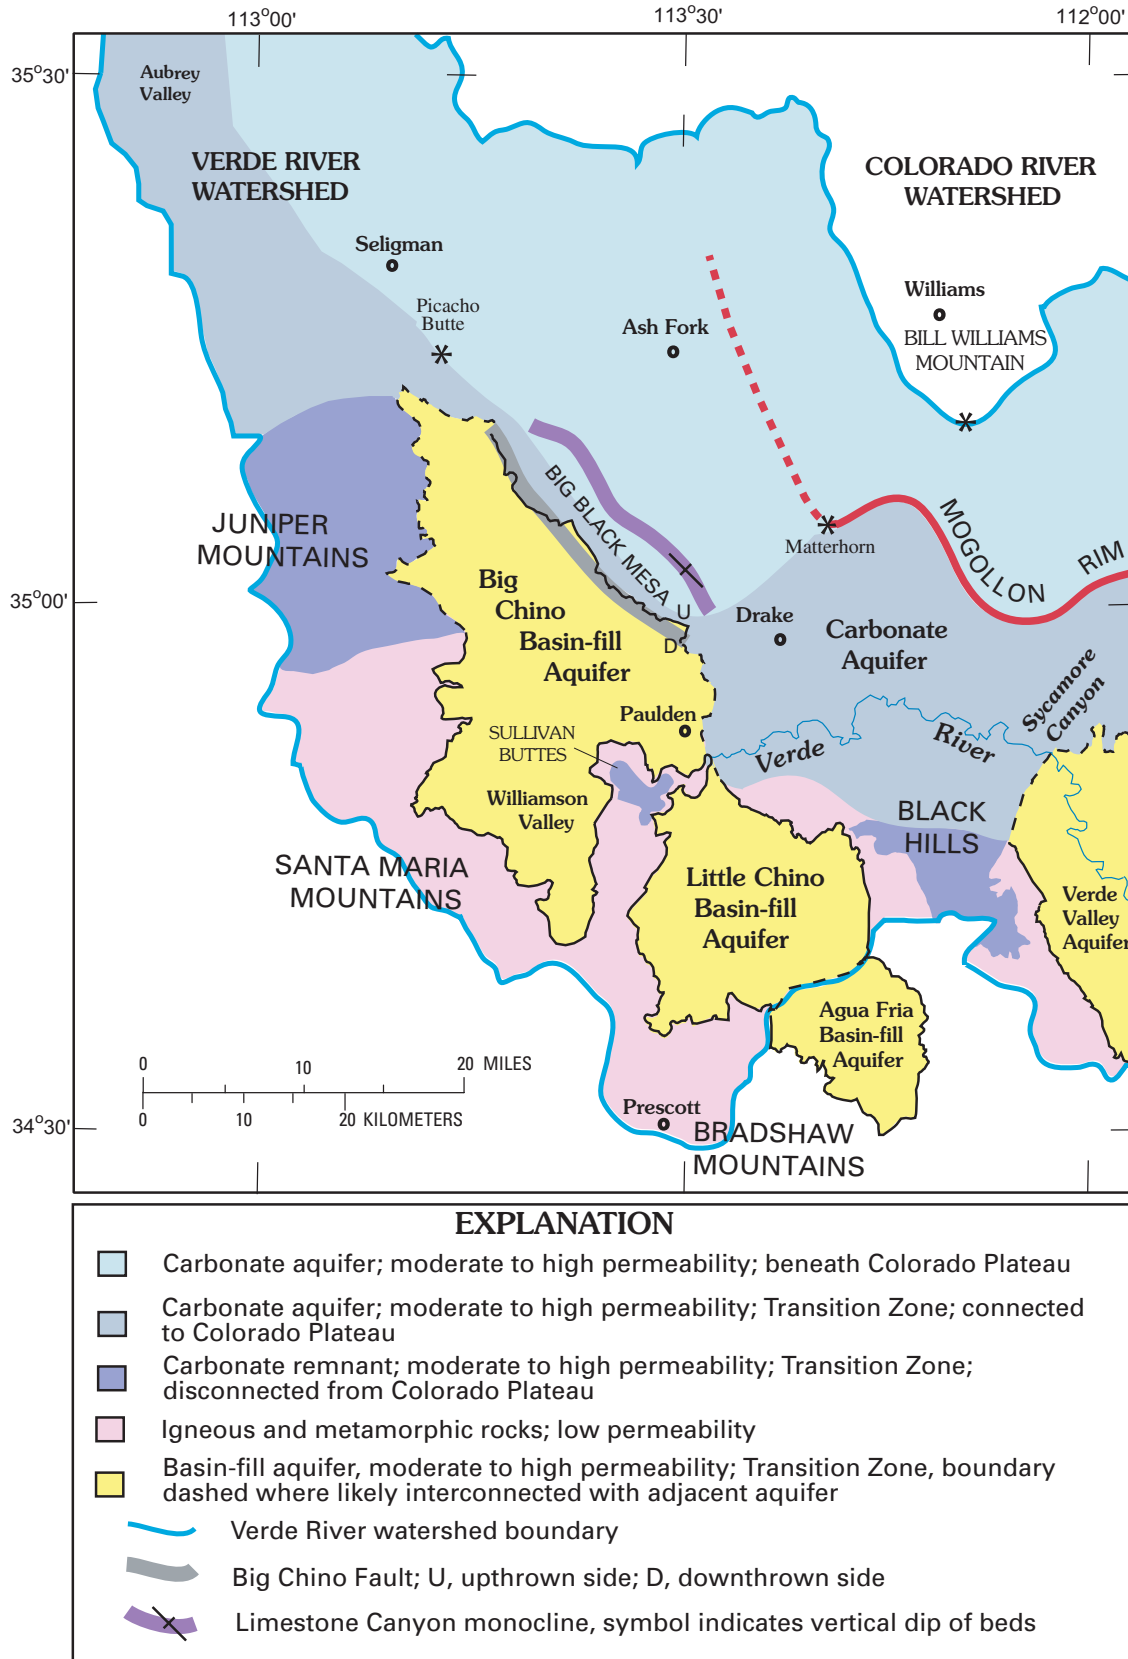 113°00'
113°30'
112°00'
35°30'
Aubrey
Valley
VERDE RIVER
WATERSHED
COLORADO RIVER
WATERSHED
Seligman
Picacho
Butte
Ash Fork
Williams
BILL WILLIAMS
MOUNTAIN
JUNIPER
MOUNTAINS
BIG BLACK MESA
MOGOLLON
RIM
Matterhorn
35°00'
Big
Chino
Basin-fill
Aquifer
U
D
Drake
Carbonate
Aquifer
Sycamore
Canyon
Paulden
SULLIVAN
BUTTES
Verde
River
Williamson
Valley
BLACK
HILLS
SANTA MARIA
MOUNTAINS
Little Chino
Basin-fill
Aquifer
Verde
Valley
Aquifer
Agua Fria
Basin-fill
Aquifer
0 10 20 MILES
0 10 20 KILOMETERS
34°30'
Prescott
BRADSHAW
MOUNTAINS
EXPLANATION
Carbonate aquifer; moderate to high permeability; beneath Colorado Plateau
Carbonate aquifer; moderate to high permeability; Transition Zone; connected
to Colorado Plateau
Carbonate remnant; moderate to high permeability; Transition Zone;
disconnected from Colorado Plateau
Igneous and metamorphic rocks; low permeability
Basin-fill aquifer, moderate to high permeability; Transition Zone, boundary
dashed where likely interconnected with adjacent aquifer
Verde River watershed boundary
Big Chino Fault; U, upthrown side; D, downthrown side
Limestone Canyon monocline, symbol indicates vertical dip of beds